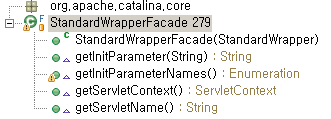 org,apache,catalina,core
StandardWrapperFacade 279
StandardWrapperFacade(StandardWrapper)
getInitParameter(String) : String
getInitParameterNames() : Enumeration
getServletContext() : ServletContext
getServletName() : String